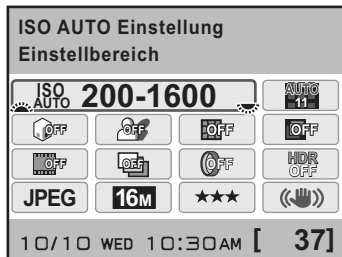 ISO AUTO Einstellung
Einstellbereich
ISO AUTO 200-1600 AUTO 11
OFF OFF OFF OFF
OFF OFF HDR OFF
JPEG 16M ★★★
10/10 WED 10:30AM [ 37]